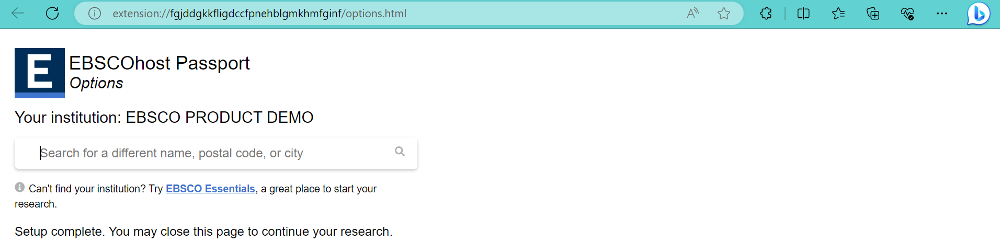 extension://fgjddgkkfligdccfpnehblgmkhmfginf/options.html
E
EBSCOhost Passport
Options
Your institution: EBSCO PRODUCT DEMO
Search for a different name, postal code, or city
Can't find your institution? Try EBSCO Essentials, a great place to start your
research.
Setup complete. You may close this page to continue your research.